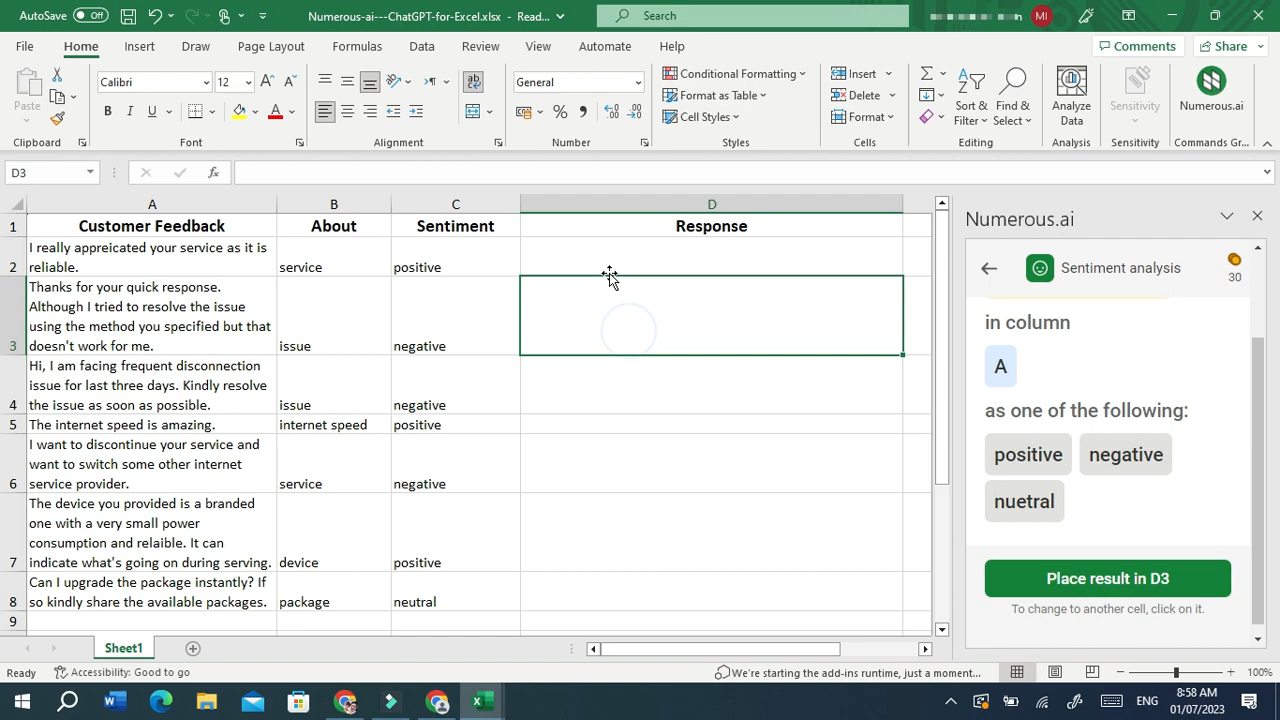 AutoSave Off Numerous-ai---ChatGPT-for-Excel.xlsx - Read... Search MI
File Home Insert Draw Page Layout Formulas Data Review View Automate Help Comments Share
Paste Calibri 12 General Conditional Formatting Insert
Format as Table Delete Sort & Find & Analyze Sensitivity Numerous.ai
B I U A % Cell Styles Format Filter Select Data
Clipboard Font Alignment Number Styles Cells Editing Analysis Sensitivity Commands Gr...
D3 fx
A B C D
1 Customer Feedback About Sentiment Response
I really appreicated your service as it is
2 reliable. service positive
Thanks for your quick response.
Although I tried to resolve the issue
using the method you specified but that
3 doesn't work for me. issue negative
Hi, I am facing frequent disconnection
issue for last three days. Kindly resolve
4 the issue as soon as possible. issue negative
5 The internet speed is amazing. internet speed positive
I want to discontinue your service and
want to switch some other internet
6 service provider. service negative
The device you provided is a branded
one with a very small power
consumption and relaible. It can
7 indicate what's going on during serving. device positive
Can I upgrade the package instantly? If
8 so kindly share the available packages. package neutral
9
Numerous.ai
Sentiment analysis 30
in column
A
as one of the following:
positive negative
nuetral
Place result in D3
To change to another cell, click on it.
Sheet1
Ready Accessibility: Good to go We're starting the add-ins runtime, just a moment... 100%
ENG 8:58 AM
01/07/2023